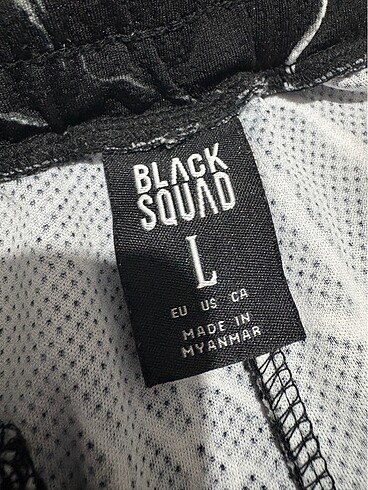 BLACK
SQUAD
L
EU US CA
MADE IN
MYANMAR